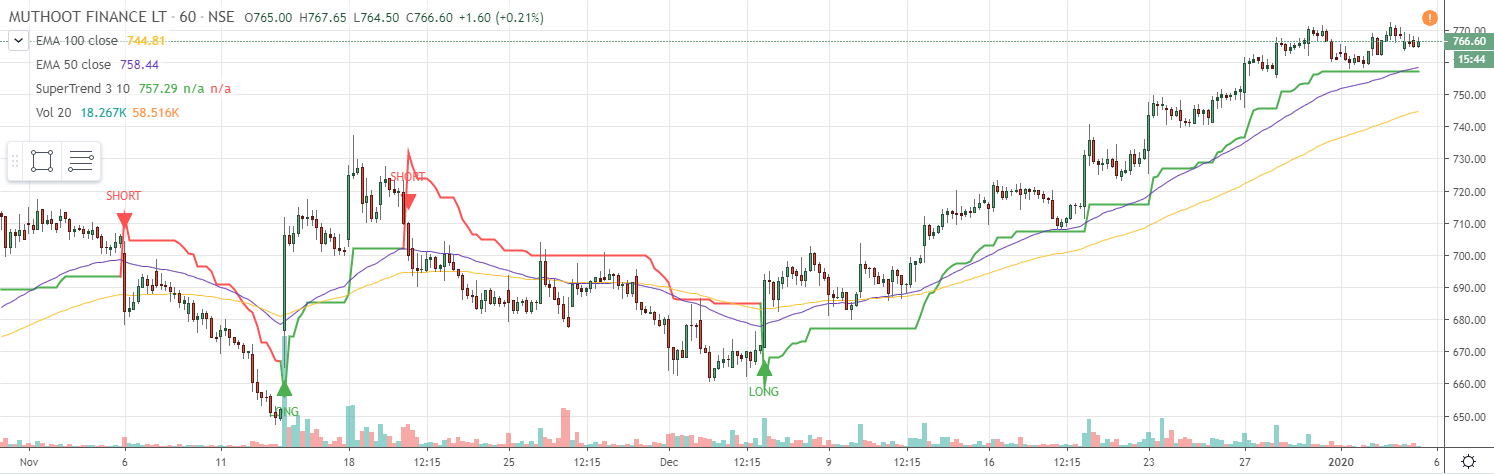 MUTHOOT FINANCE LT · 60 · NSE O765.00 H767.65 L764.50 C766.60 +1.60 (+0.21%)
EMA 100 close 744.81
EMA 50 close 758.44
SuperTrend 3 10 757.29 n/a n/a
Vol 20 18.267K 58.516K
SHORT
SHORT
LONG
LONG
770.00
766.60
15:44
750.00
740.00
730.00
720.00
710.00
700.00
690.00
680.00
670.00
660.00
650.00
Nov 6 11 18 12:15 25 12:15 Dec 12:15 9 12:15 16 12:15 23 27 2020 6